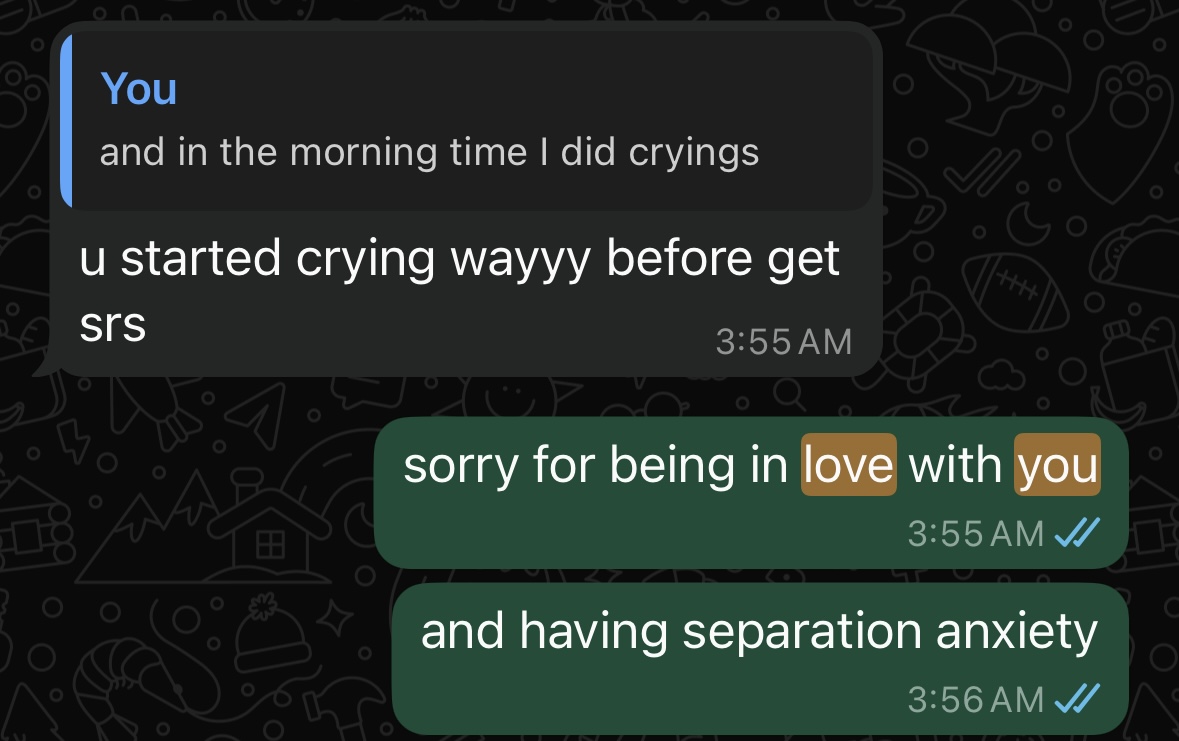 You
and in the morning time I did cryings
u started crying wayyy before get
srs
3:55 AM
sorry for being in love with you
3:55 AM
and having separation anxiety
3:56 AM